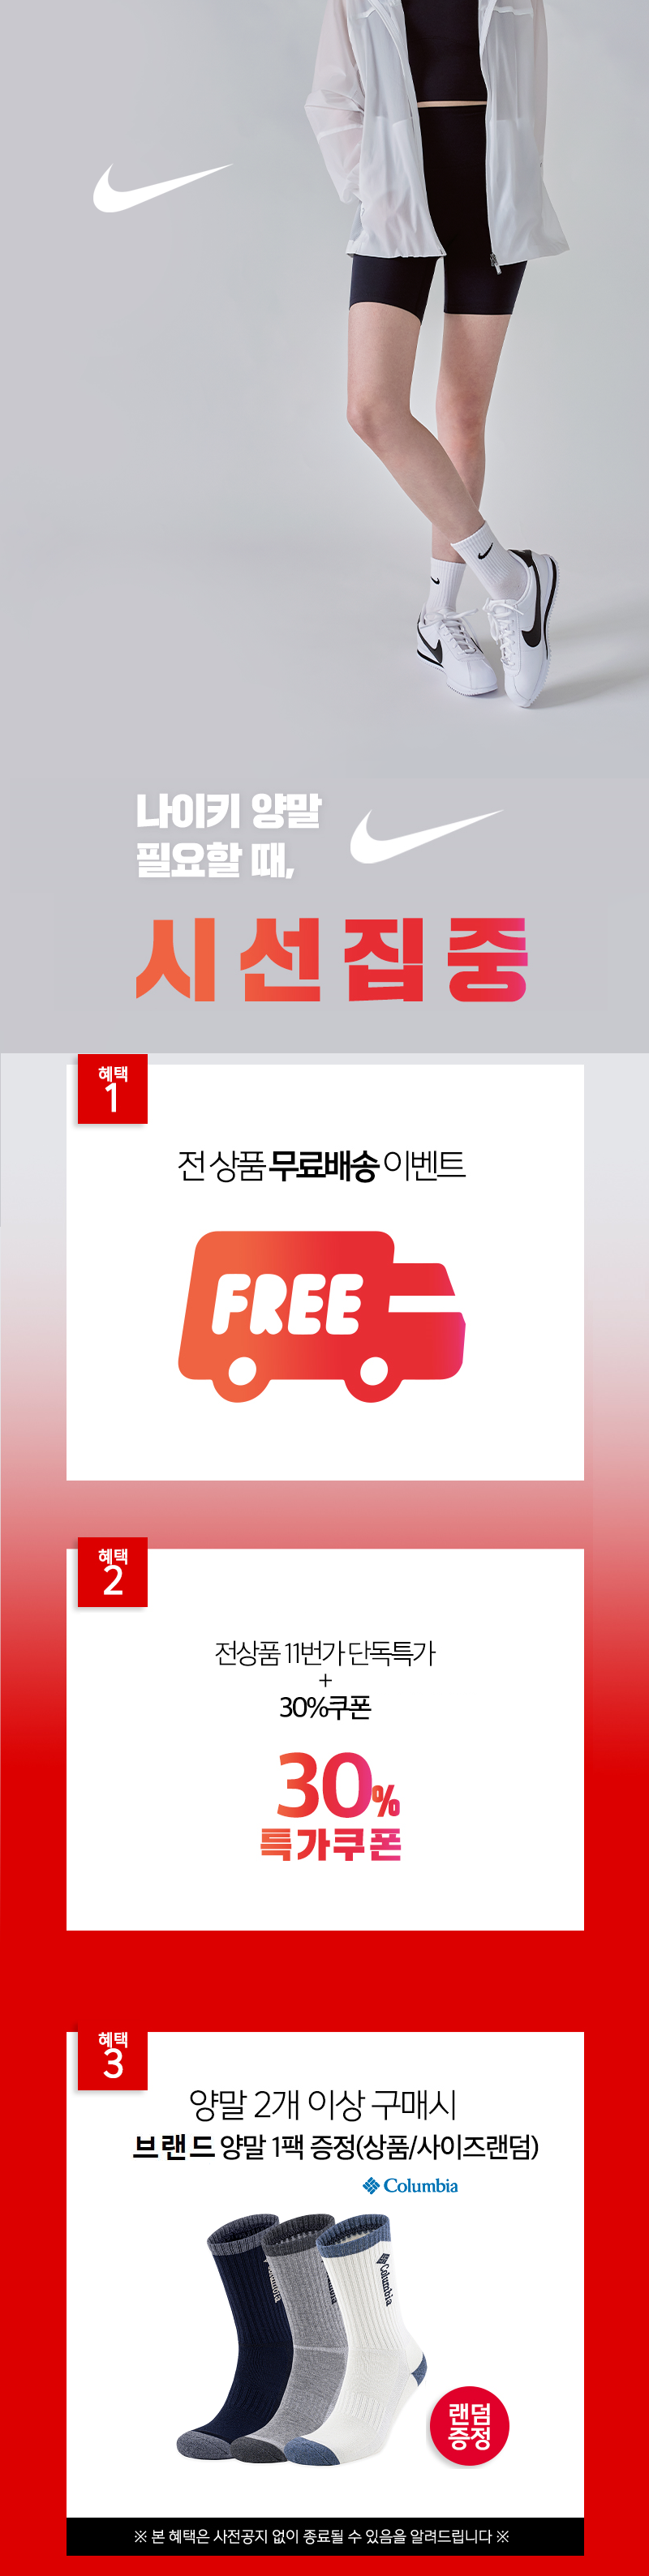 나이키 양말
필요할 때,
시선집중
혜택
1
전 상품 무료배송 이벤트
FREE
혜택
2
전상품 11번가 단독특가
+
30%쿠폰
30%
특가쿠폰
혜택
3
양말 2개 이상 구매시
브랜드 양말 1팩 증정(상품/사이즈랜덤)
Columbia
Columbia
Columbia
랜덤
증정
※ 본 혜택은 사전공지 없이 종료될 수 있음을 알려드립니다 ※